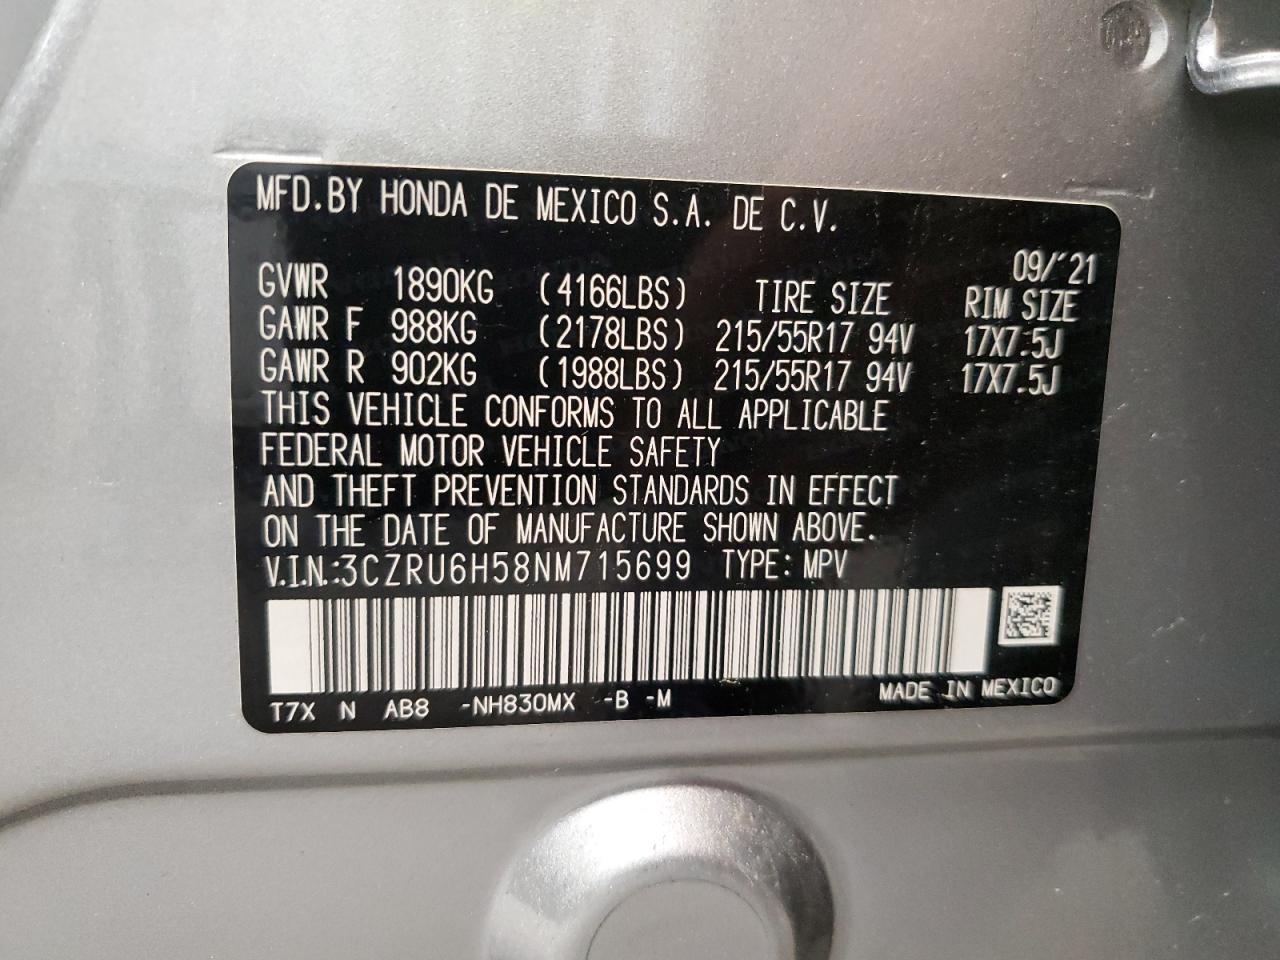 MFD.BY HONDA DE MEXICO S.A. DE C.V.
09/'21
GVWR 1890KG (4166LBS) TIRE SIZE RIM SIZE
GAWR F 988KG (2178LBS) 215/55R17 94V 17X7.5J
GAWR R 902KG (1988LBS) 215/55R17 94V 17X7.5J
THIS VEHICLE CONFORMS TO ALL APPLICABLE
FEDERAL MOTOR VEHICLE SAFETY
AND THEFT PREVENTION STANDARDS IN EFFECT
ON THE DATE OF MANUFACTURE SHOWN ABOVE.
V.I.N.:3CZRU6H58NM715699 TYPE: MPV
T7X N AB8 -NH830MX -B -M MADE IN MEXICO